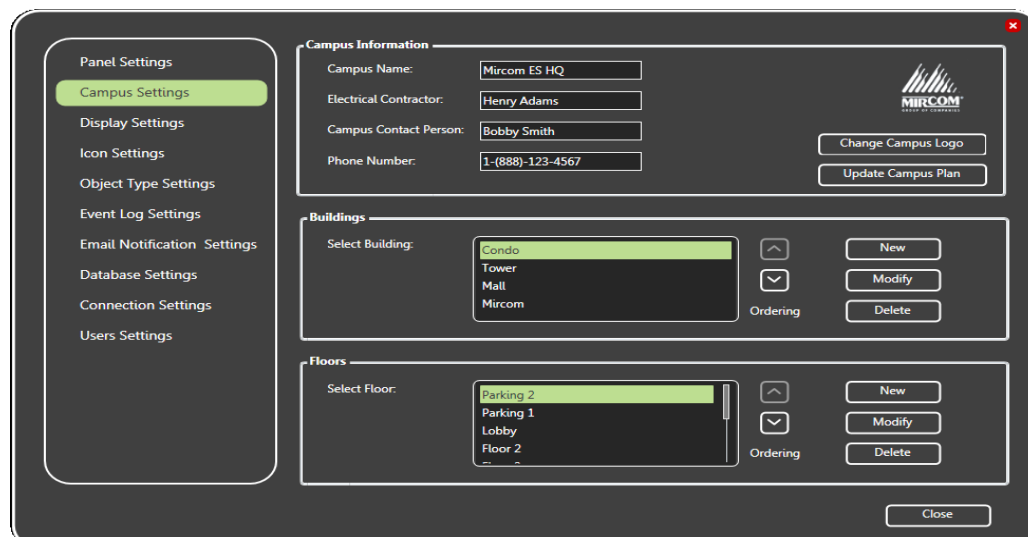 Panel Settings
Campus Settings
Display Settings
Icon Settings
Object Type Settings
Event Log Settings
Email Notification Settings
Database Settings
Connection Settings
Users Settings
Campus Information
Campus Name: Mircom ES HQ
Electrical Contractor: Henry Adams
Campus Contact Person: Bobby Smith
Phone Number: 1-(888)-123-4567
MIRCOM
GROUP OF COMPANIES
Change Campus Logo
Update Campus Plan
Buildings
Select Building:
Condo
Tower
Mall
Mircom
Ordering
New
Modify
Delete
Floors
Select Floor:
Parking 2
Parking 1
Lobby
Floor 2
Ordering
New
Modify
Delete
Close